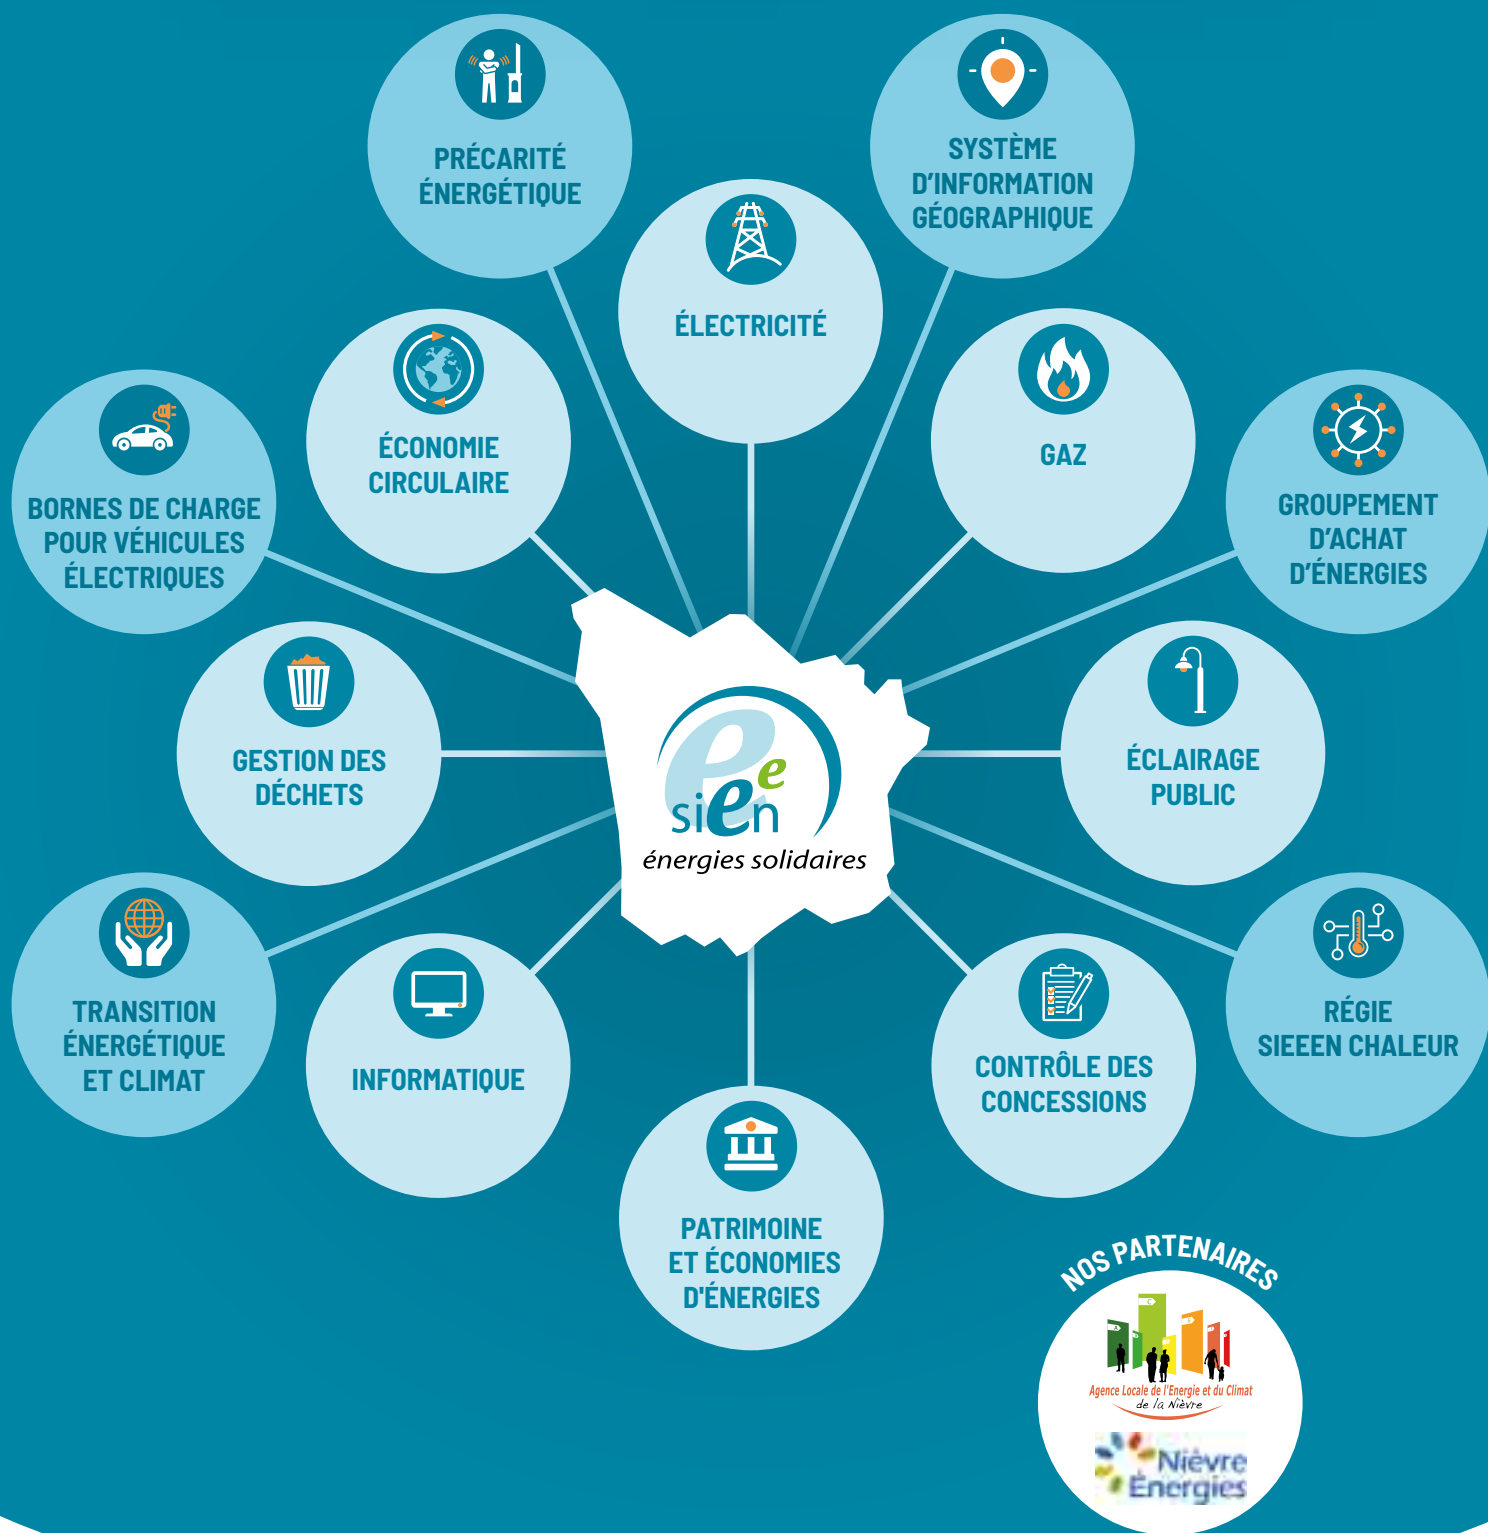 PRÉCARITÉ
ÉNERGÉTIQUE
SYSTÈME
D'INFORMATION
GÉOGRAPHIQUE
ÉLECTRICITÉ
ÉCONOMIE
CIRCULAIRE
GAZ
BORNES DE CHARGE
POUR VÉHICULES
ÉLECTRIQUES
GROUPEMENT
D'ACHAT
D'ÉNERGIES
GESTION DES
DÉCHETS
sieeen
énergies solidaires
ÉCLAIRAGE
PUBLIC
TRANSITION
ÉNERGÉTIQUE
ET CLIMAT
INFORMATIQUE
CONTRÔLE DES
CONCESSIONS
RÉGIE
SIEEEN CHALEUR
PATRIMOINE
ET ÉCONOMIES
D'ÉNERGIES
NOS PARTENAIRES
Agence Locale de l'Energie et du Climat
de la Nièvre
Nièvre
Énergies